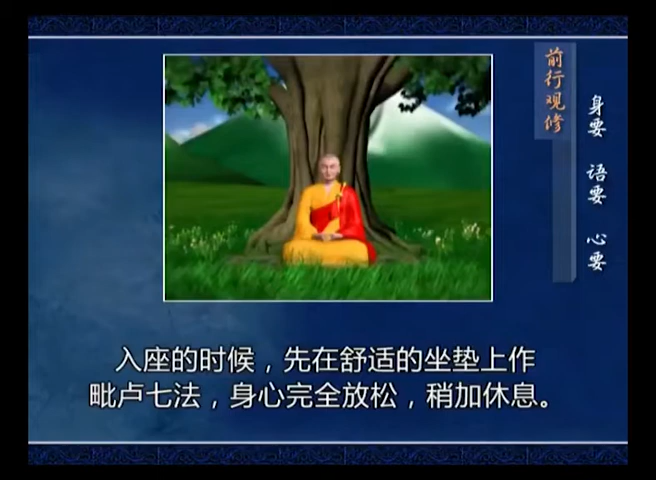 前行观修
身要 语要 心要
入座的时候，先在舒适的坐垫上作
毗卢七法，身心完全放松，稍加休息。